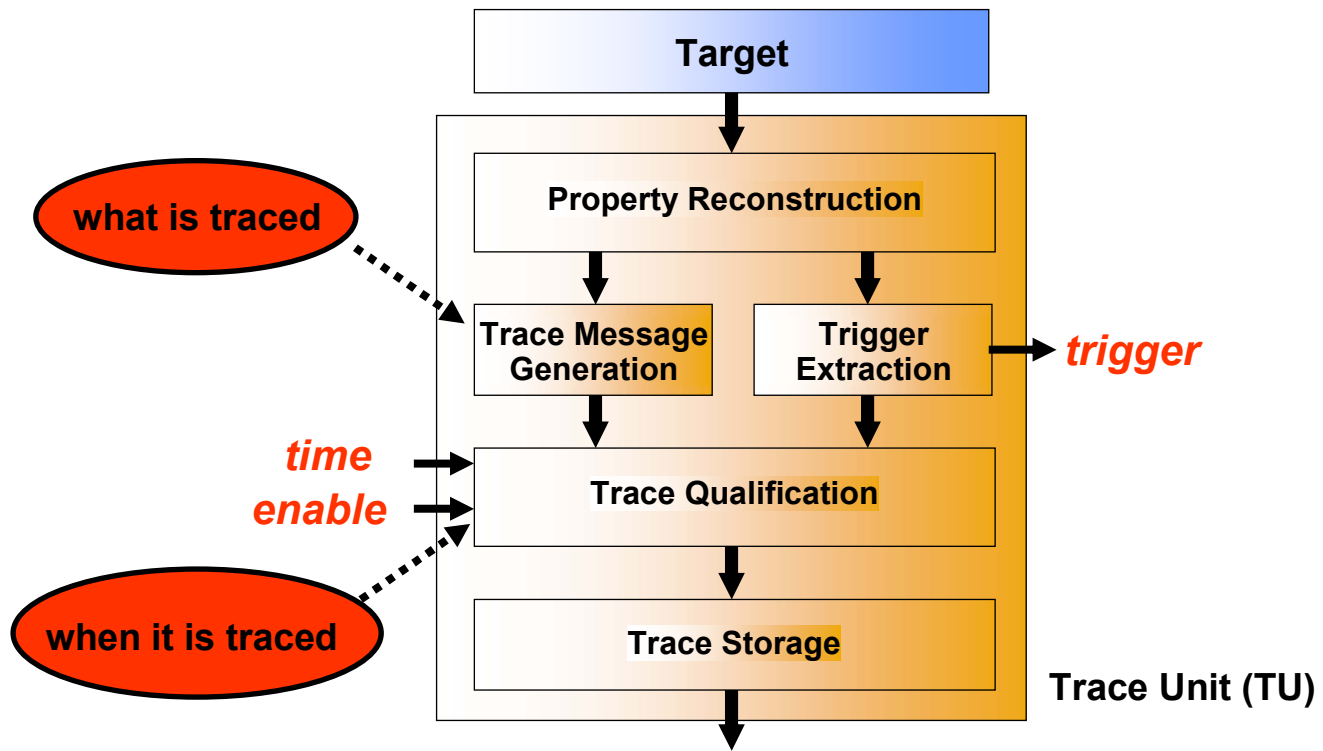 Target
Property Reconstruction
what is traced
Trace Message
Generation
Trigger
Extraction
trigger
time
enable
Trace Qualification
when it is traced
Trace Storage
Trace Unit (TU)